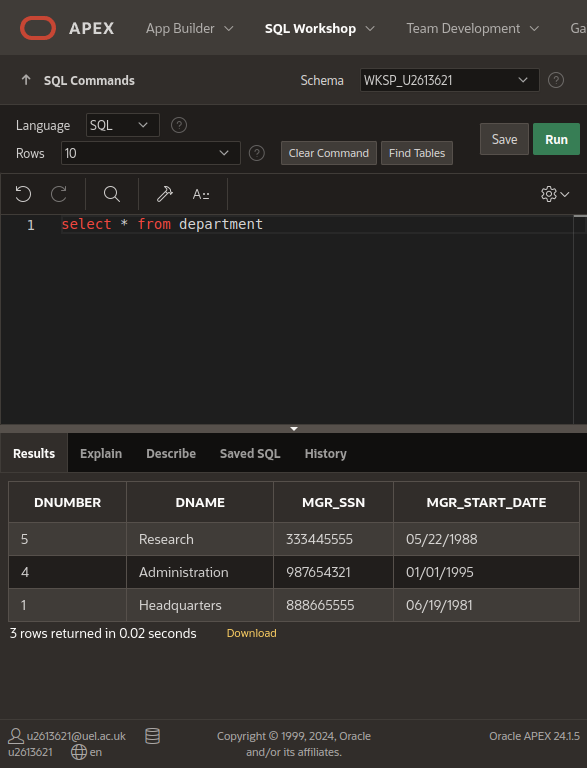 APEX App Builder SQL Workshop Team Development Ga
SQL Commands Schema WKSP_U2613621
Language SQL
Rows 10 Clear Command Find Tables Save Run
A::
1 select * from department
Results Explain Describe Saved SQL History
DNUMBER DNAME MGR_SSN MGR_START_DATE
5 Research 333445555 05/22/1988
4 Administration 987654321 01/01/1995
1 Headquarters 888665555 06/19/1981
3 rows returned in 0.02 seconds Download
u2613621@uel.ac.uk Copyright © 1999, 2024, Oracle Oracle APEX 24.1.5
u2613621 en and/or its affiliates.